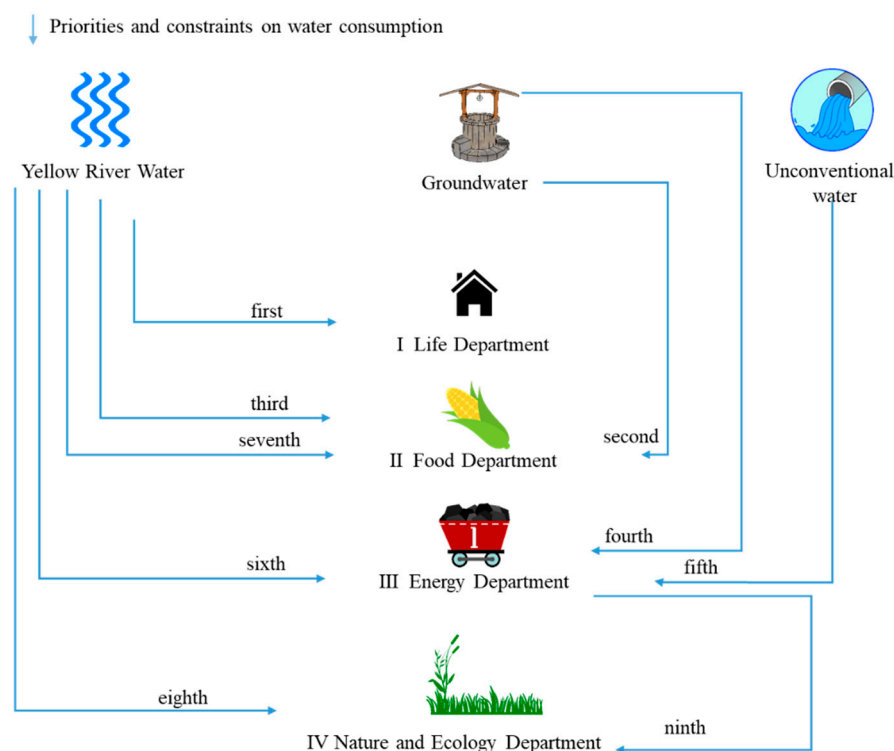 Priorities and constraints on water consumption
Yellow River Water
Groundwater
Unconventional
water
first
I Life Department
third
seventh
second
II Food Department
1
fourth
sixth
fifth
III Energy Department
eighth
ninth
IV Nature and Ecology Department